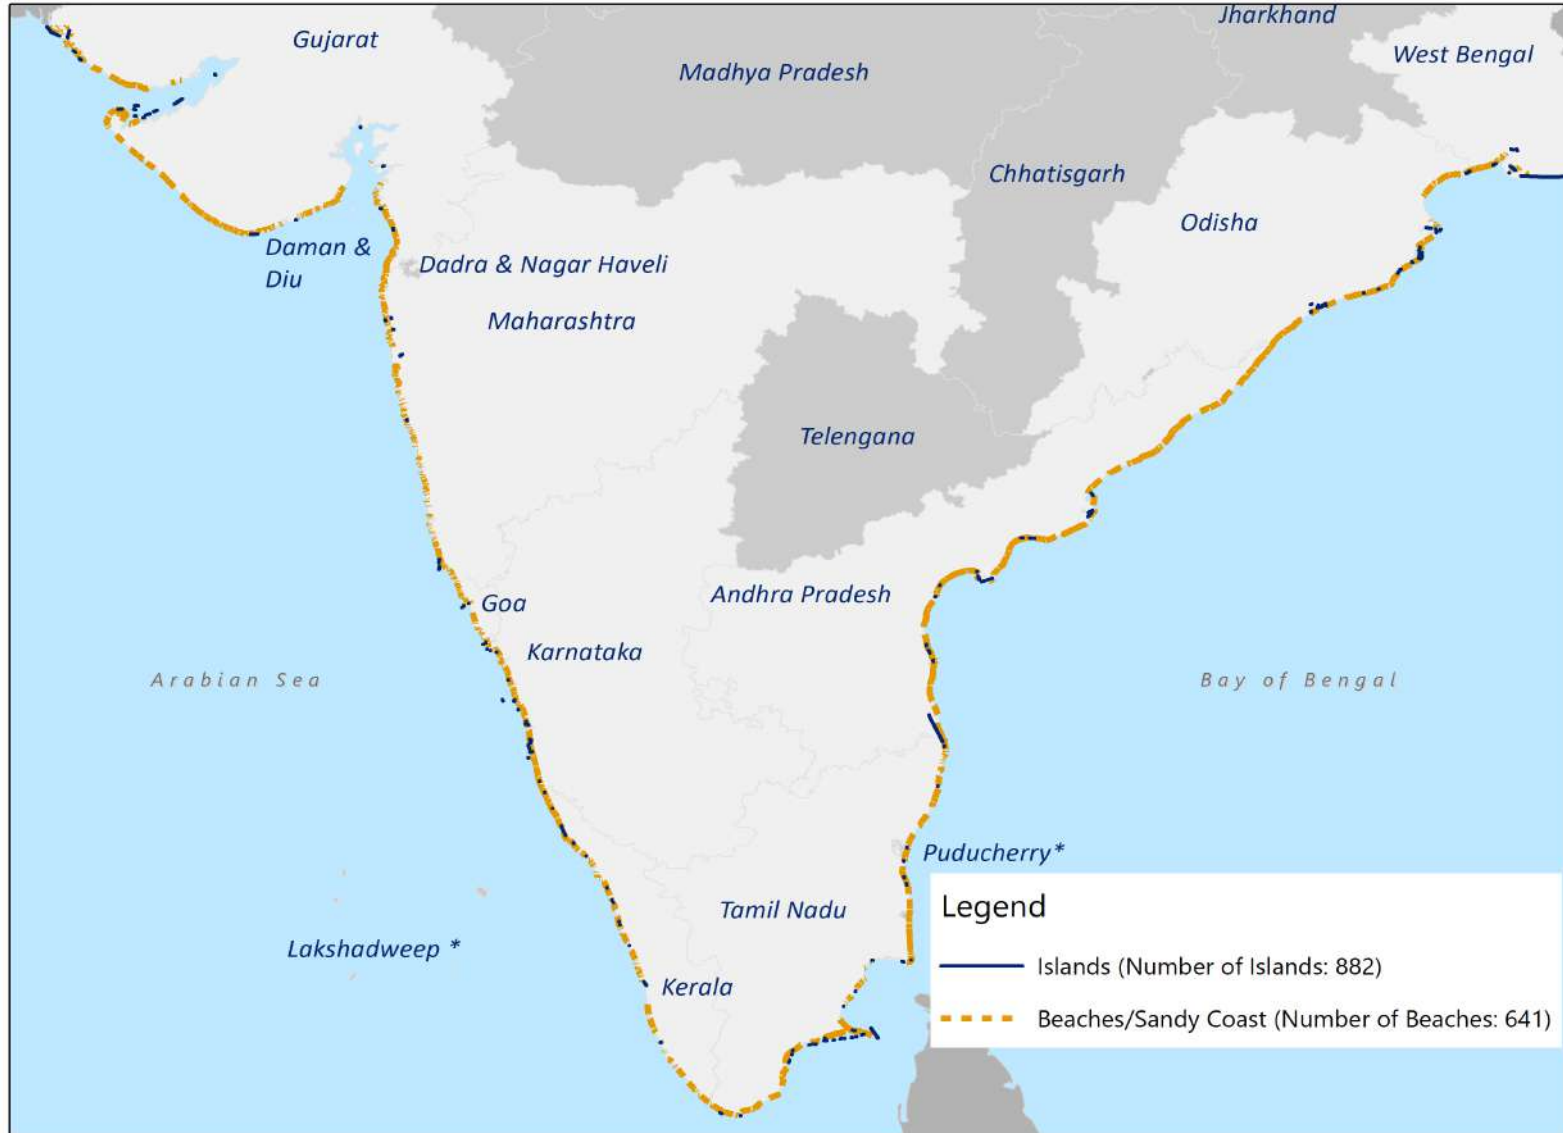 Jharkhand
Gujarat
West Bengal
Madhya Pradesh
Chhatisgarh
Odisha
Daman &
Diu
Dadra & Nagar Haveli
Maharashtra
Telengana
Andhra Pradesh
Goa
Karnataka
Arabian Sea
Bay of Bengal
Puducherry*
Tamil Nadu
Lakshadweep *
Kerala
Legend
Islands (Number of Islands: 882)
Beaches/Sandy Coast (Number of Beaches: 641)